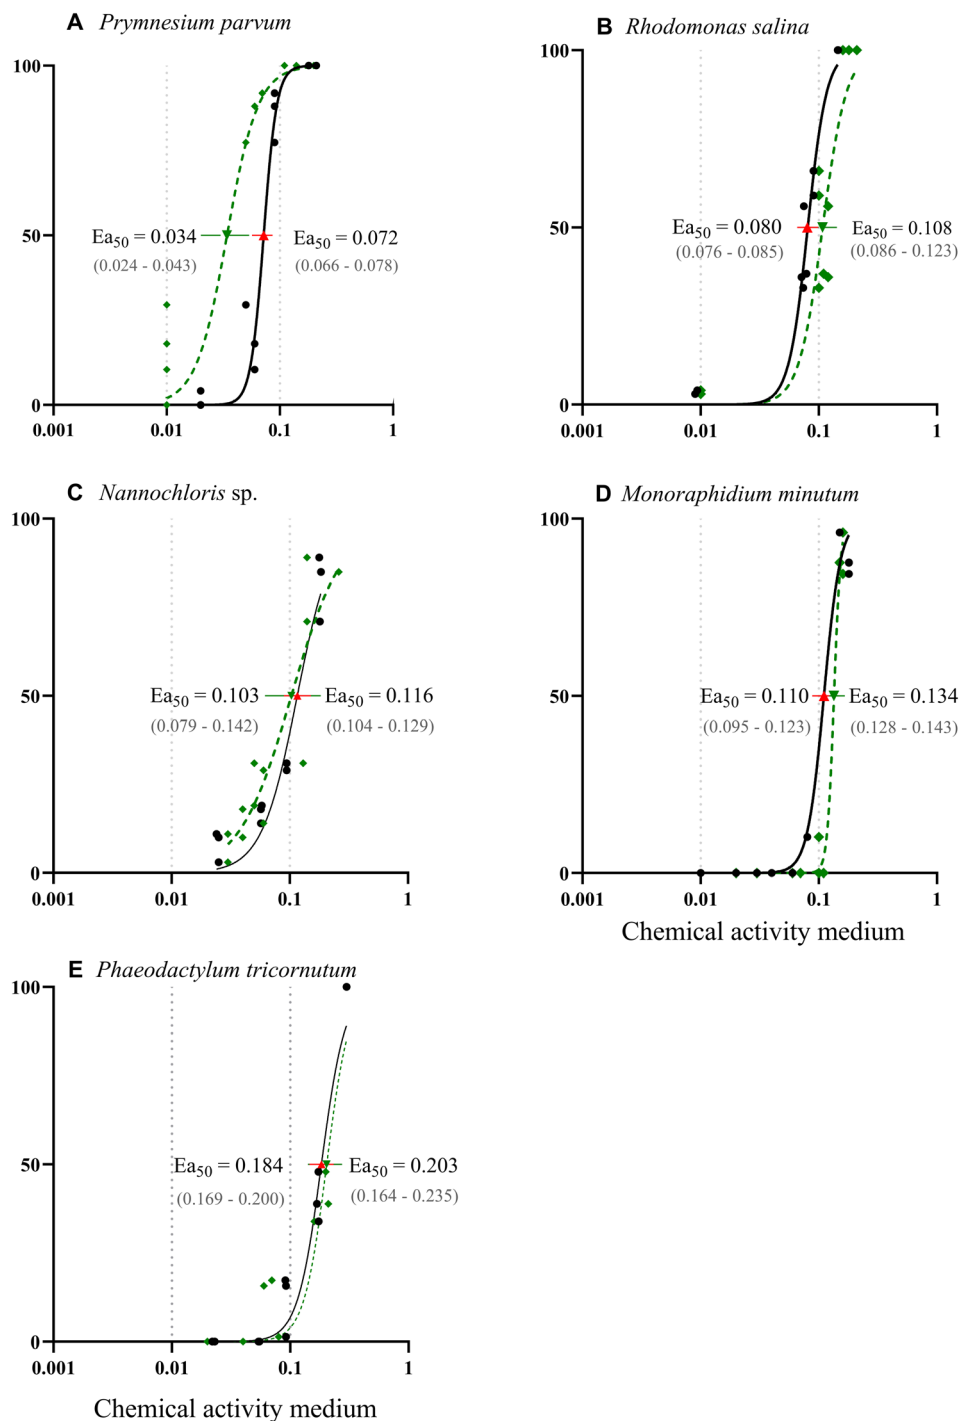 A Prymnesium parvum
100
50
0
Ea50 = 0.034
(0.024 - 0.043)
Ea50 = 0.072
(0.066 - 0.078)
0.001 0.01 0.1 1
B Rhodomonas salina
100
50
0
Ea50 = 0.080
(0.076 - 0.085)
Ea50 = 0.108
(0.086 - 0.123)
0.001 0.01 0.1 1
C Nannochloris sp.
100
50
0
Ea50 = 0.103
(0.079 - 0.142)
Ea50 = 0.116
(0.104 - 0.129)
0.001 0.01 0.1 1
D Monoraphidium minutum
100
50
0
Ea50 = 0.110
(0.095 - 0.123)
Ea50 = 0.134
(0.128 - 0.143)
0.001 0.01 0.1 1
Chemical activity medium
E Phaeodactylum tricornutum
100
50
0
Ea50 = 0.184
(0.169 - 0.200)
Ea50 = 0.203
(0.164 - 0.235)
0.001 0.01 0.1 1
Chemical activity medium